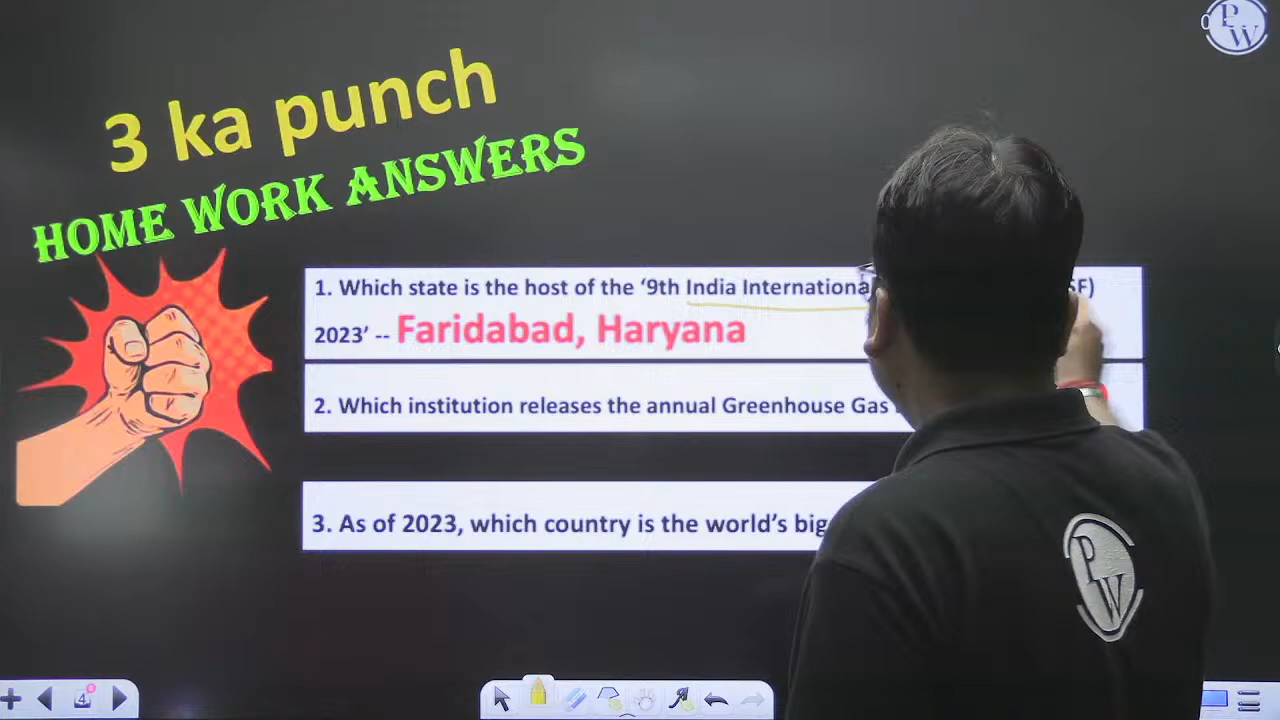 P
W
3 ka punch
HOME WORK ANSWERS
1. Which state is the host of the ‘9th India Internationa SF)
2023’ -- Faridabad, Haryana
2. Which institution releases the annual Greenhouse Gas
3. As of 2023, which country is the world’s big
P
W
4